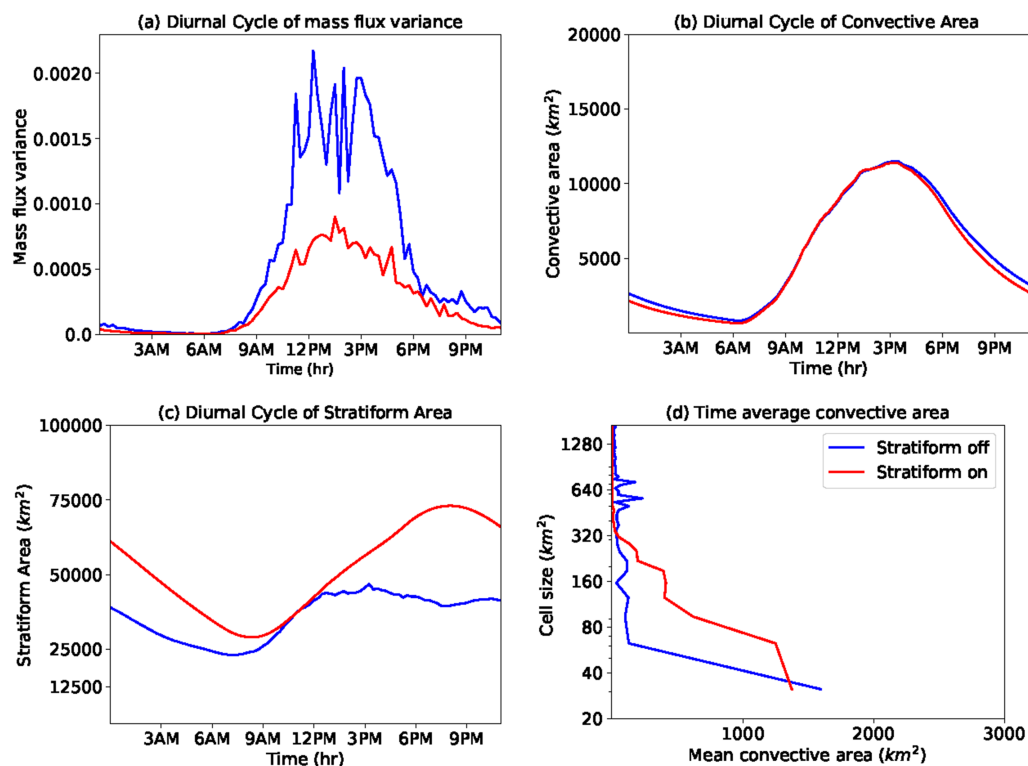 (a) Diurnal Cycle of mass flux variance
0.0020
0.0015
0.0010
0.0005
0.0
Mass flux variance
3AM 6AM 9AM 12PM 3PM 6PM 9PM
Time (hr)
(b) Diurnal Cycle of Convective Area
20000
15000
10000
5000
Convective area (km²)
3AM 6AM 9AM 12PM 3PM 6PM 9PM
Time (hr)
(c) Diurnal Cycle of Stratiform Area
100000
75000
50000
25000
12500
Stratiform Area (km²)
3AM 6AM 9AM 12PM 3PM 6PM 9PM
Time (hr)
(d) Time average convective area
Stratiform off
Stratiform on
1280
640
320
160
80
40
20
Cell size (km²)
1000 2000 3000
Mean convective area (km²)